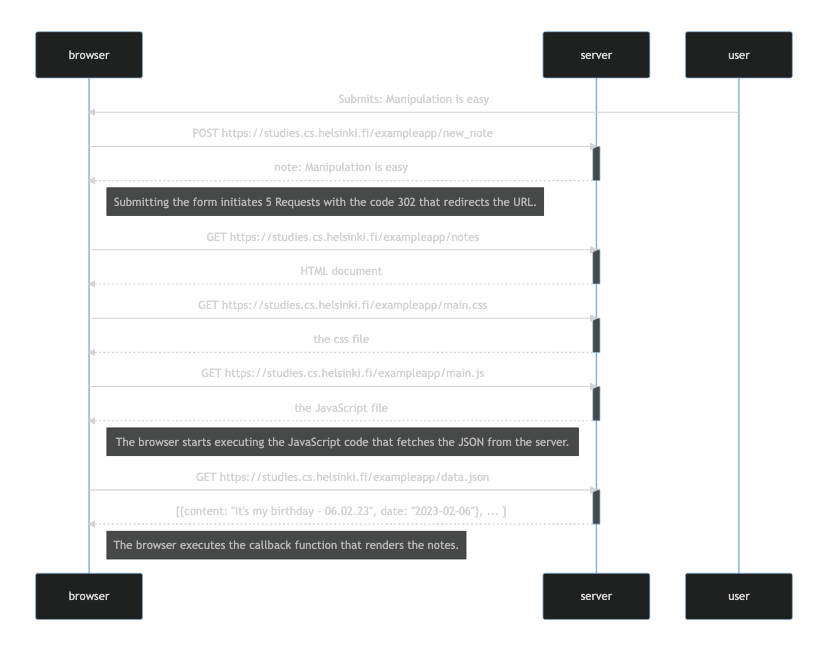 browser server user
Submits: Manipulation is easy
POST https://studies.cs.helsinki.fi/exampleapp/new_note
note: Manipulation is easy
Submitting the form initiates 5 Requests with the code 302 that redirects the URL.
GET https://studies.cs.helsinki.fi/exampleapp/notes
HTML document
GET https://studies.cs.helsinki.fi/exampleapp/main.css
the css file
GET https://studies.cs.helsinki.fi/exampleapp/main.js
the JavaScript file
The browser starts executing the JavaScript code that fetches the JSON from the server.
GET https://studies.cs.helsinki.fi/exampleapp/data.json
[{content: "It's my birthday - 06.02.23", date: "2023-02-06"}, ... ]
The browser executes the callback function that renders the notes.
browser server user